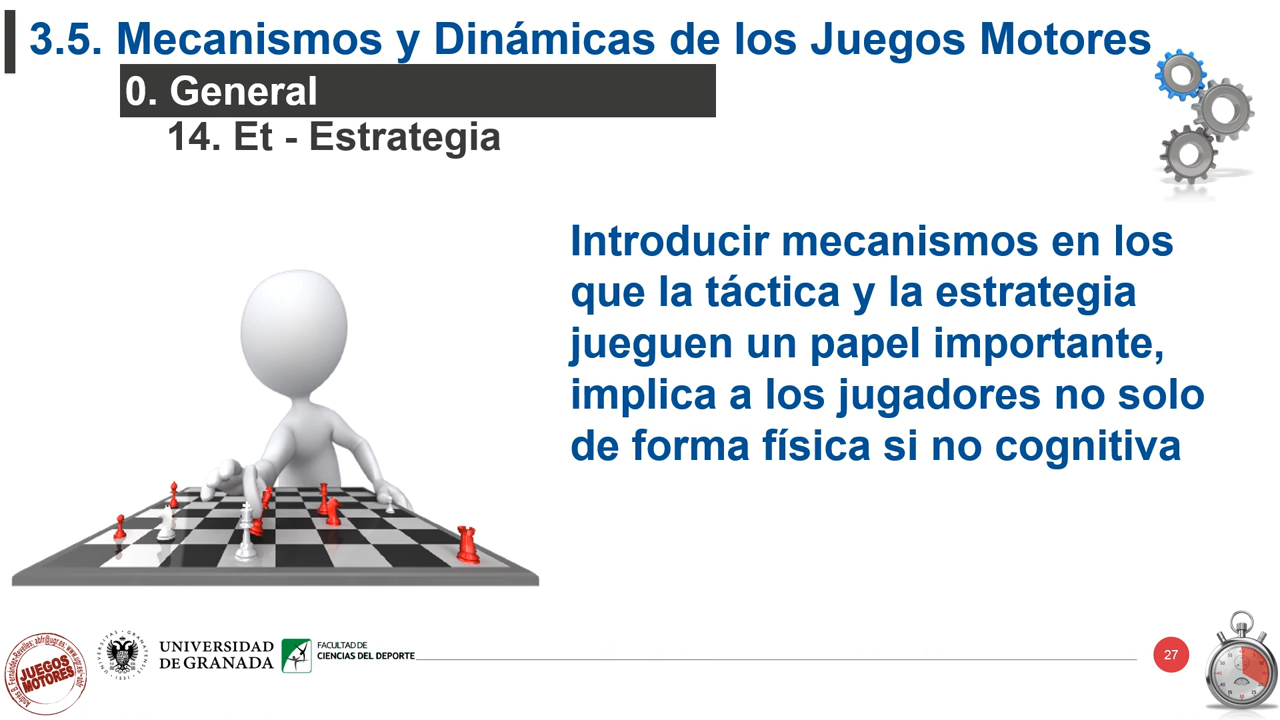 3.5. Mecanismos y Dinámicas de los Juegos Motores
0. General
14. Et - Estrategia
Introducir mecanismos en los
que la táctica y la estrategia
jueguen un papel importante,
implica a los jugadores no solo
de forma física si no cognitiva
JUEGOS
MOTORES
UNIVERSIDAD
DE GRANADA
FACULTAD DE
CIENCIAS DEL DEPORTE
27